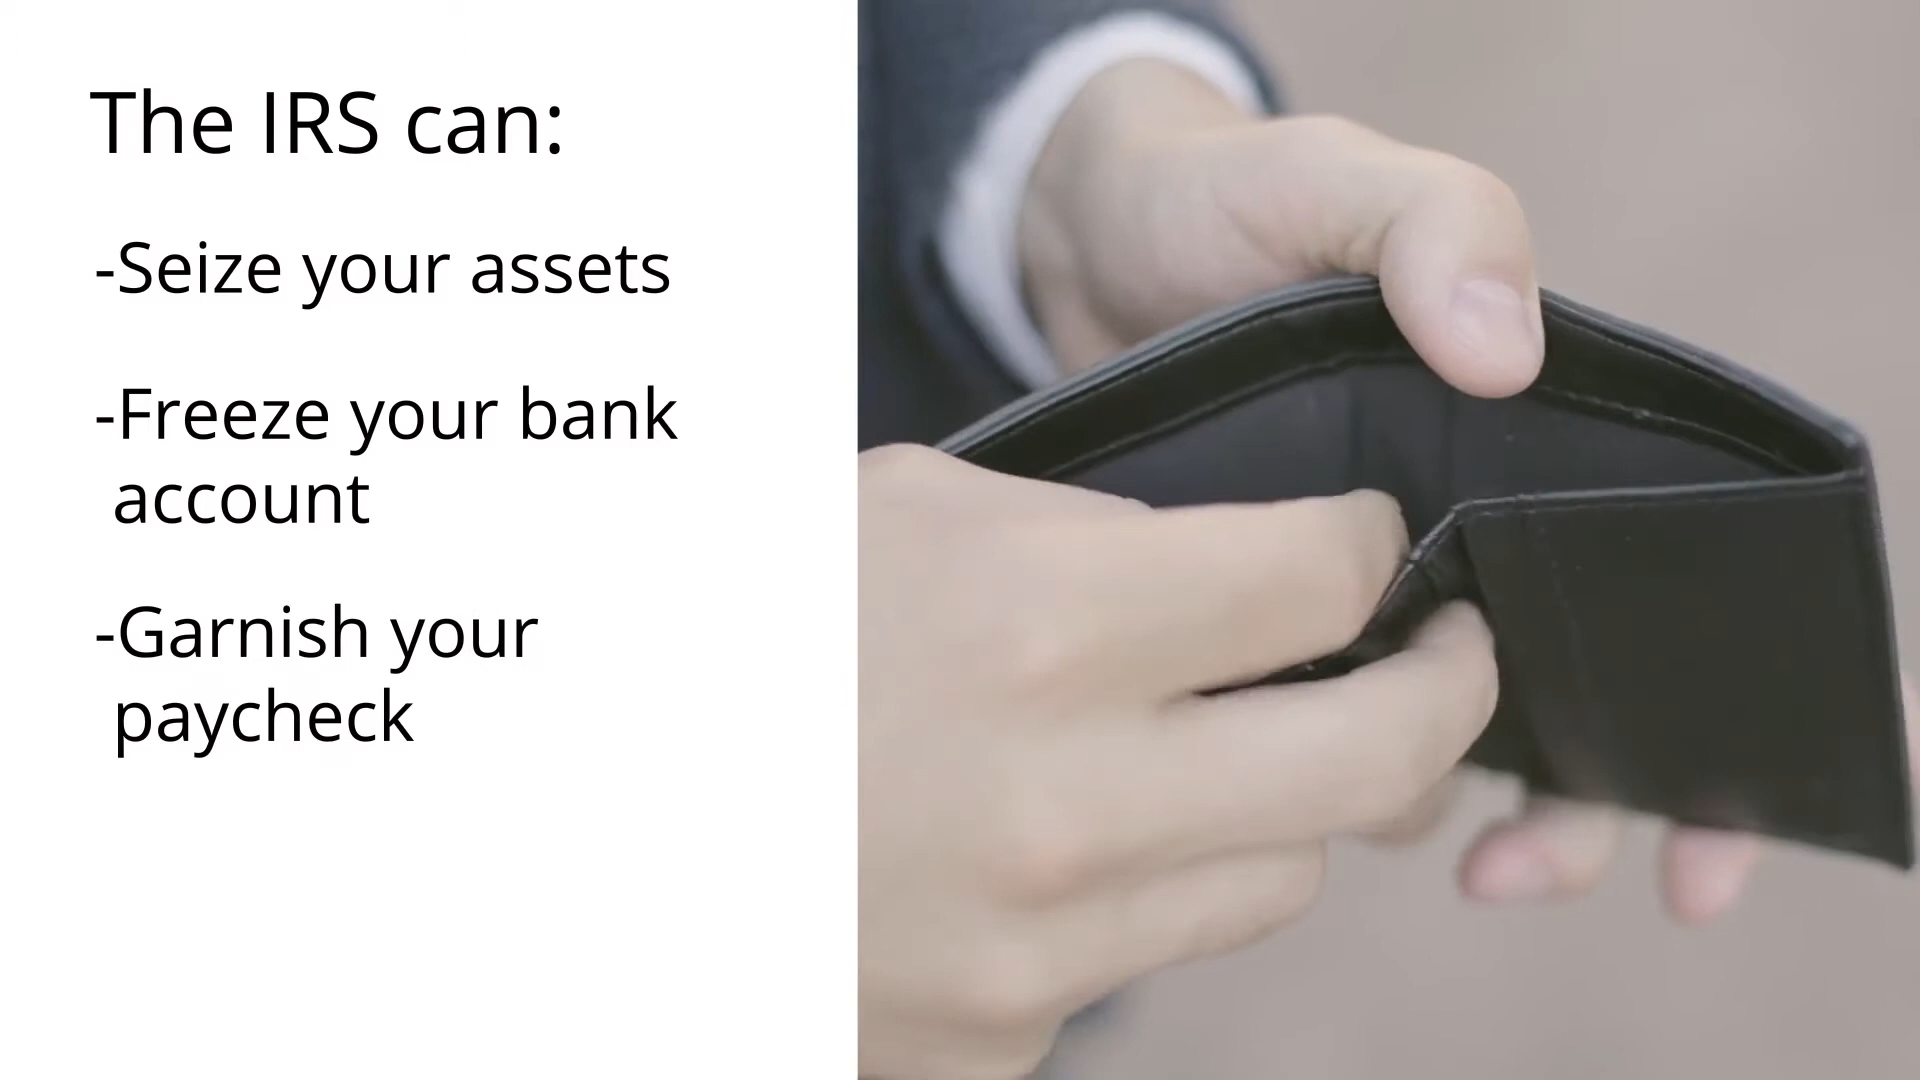 The IRS can:
-Seize your assets
-Freeze your bank
account
-Garnish your
paycheck